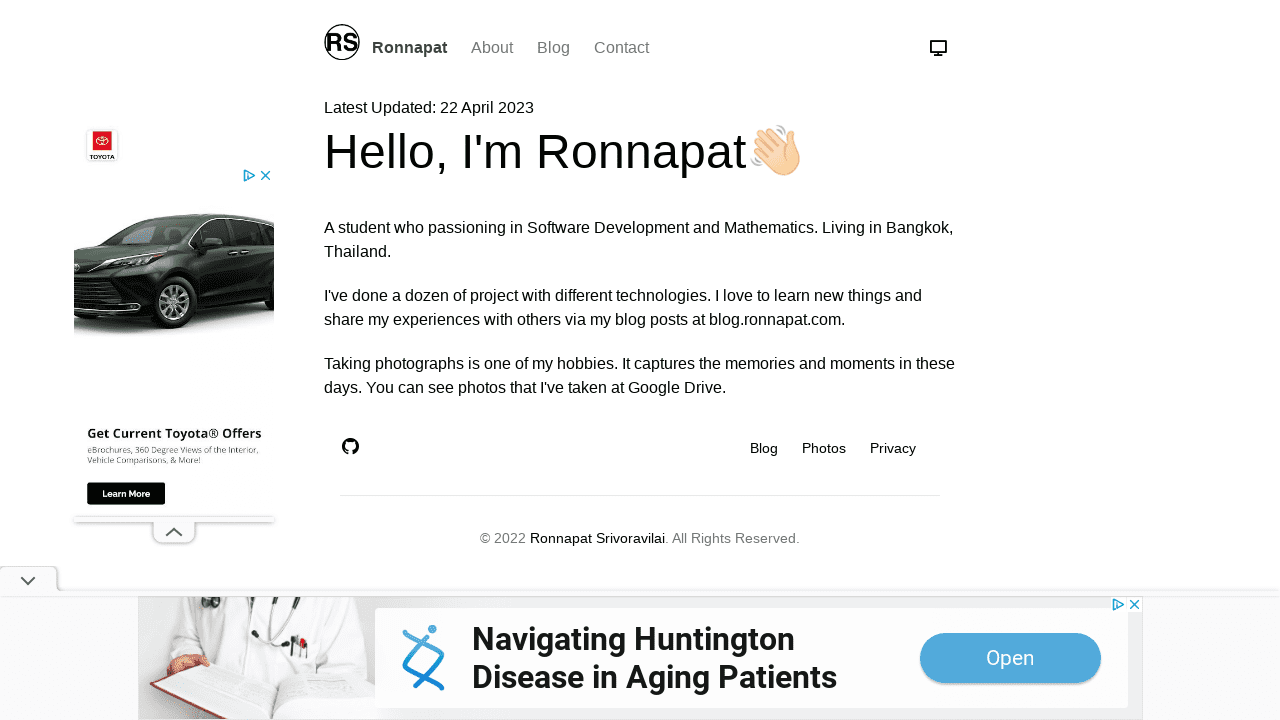 RS
Ronnapat
About
Blog
Contact
Latest Updated: 22 April 2023
Hello, I'm Ronnapat👋🏻
TOYOTA
A student who passioning in Software Development and Mathematics. Living in Bangkok,
Thailand.
I've done a dozen of project with different technologies. I love to learn new things and
share my experiences with others via my blog posts at blog.ronnapat.com.
Taking photographs is one of my hobbies. It captures the memories and moments in these
days. You can see photos that I've taken at Google Drive.
Get Current Toyota® Offers
eBrochures, 360 Degree Views of the Interior,
Vehicle Comparisons, & More!
Learn More
Blog
Photos
Privacy
© 2022 Ronnapat Srivoravilai. All Rights Reserved.
Navigating Huntington
Disease in Aging Patients
Open